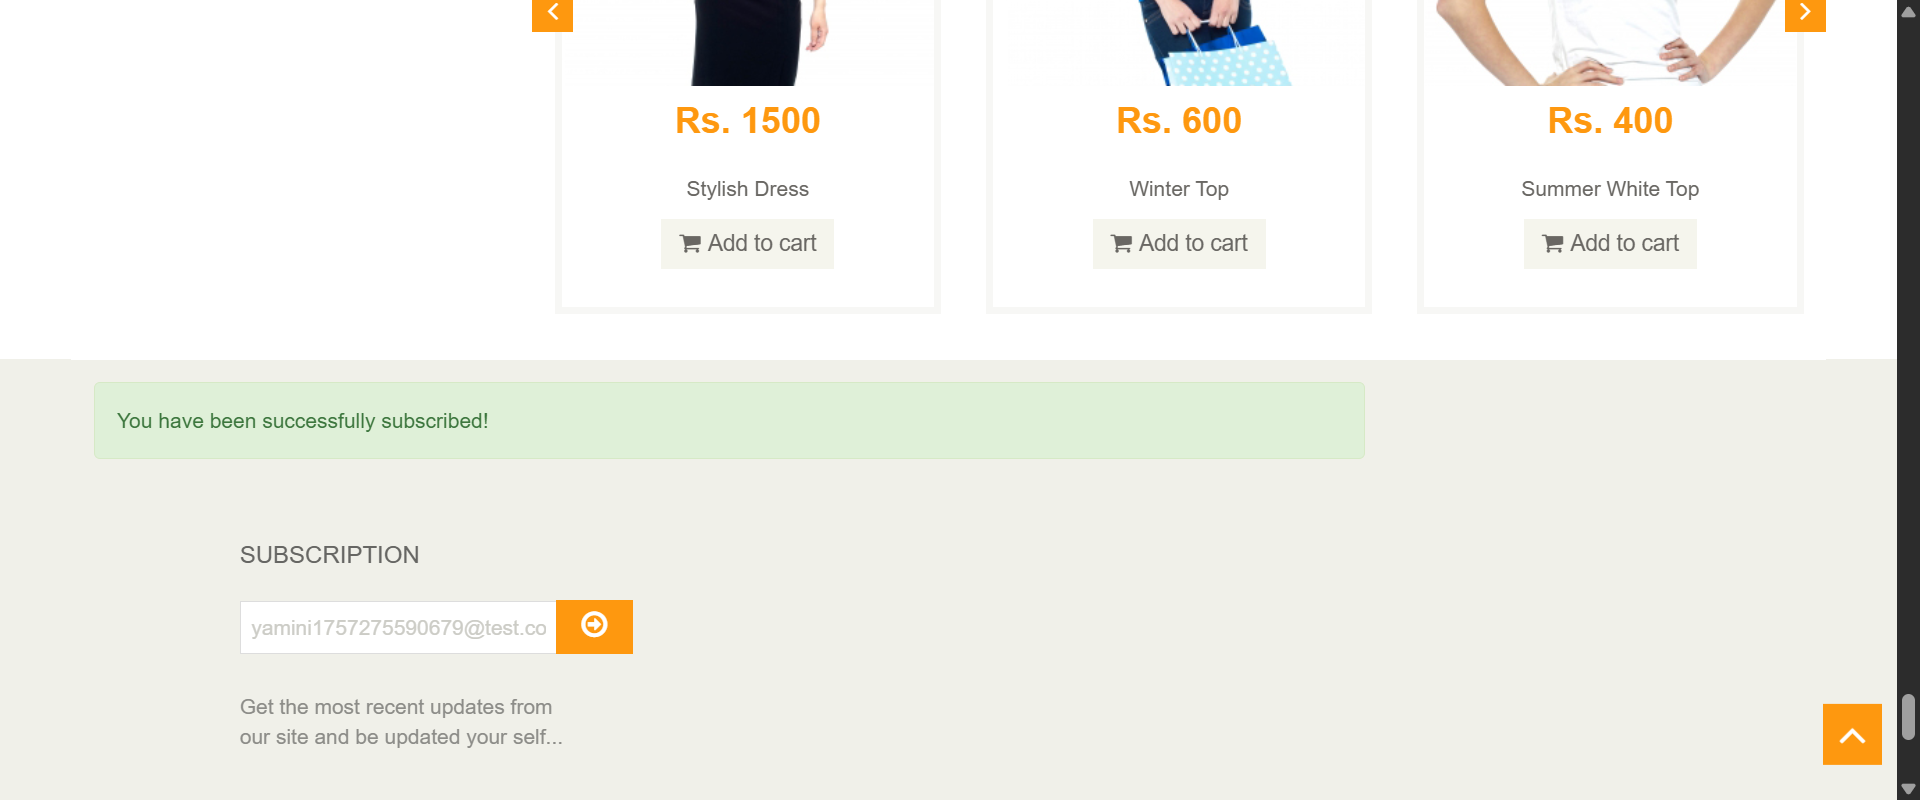 Rs. 1500
Stylish Dress
Add to cart
Rs. 600
Winter Top
Add to cart
Rs. 400
Summer White Top
Add to cart
You have been successfully subscribed!
SUBSCRIPTION
yamini1757275590679@test.co
Get the most recent updates from
our site and be updated your self...